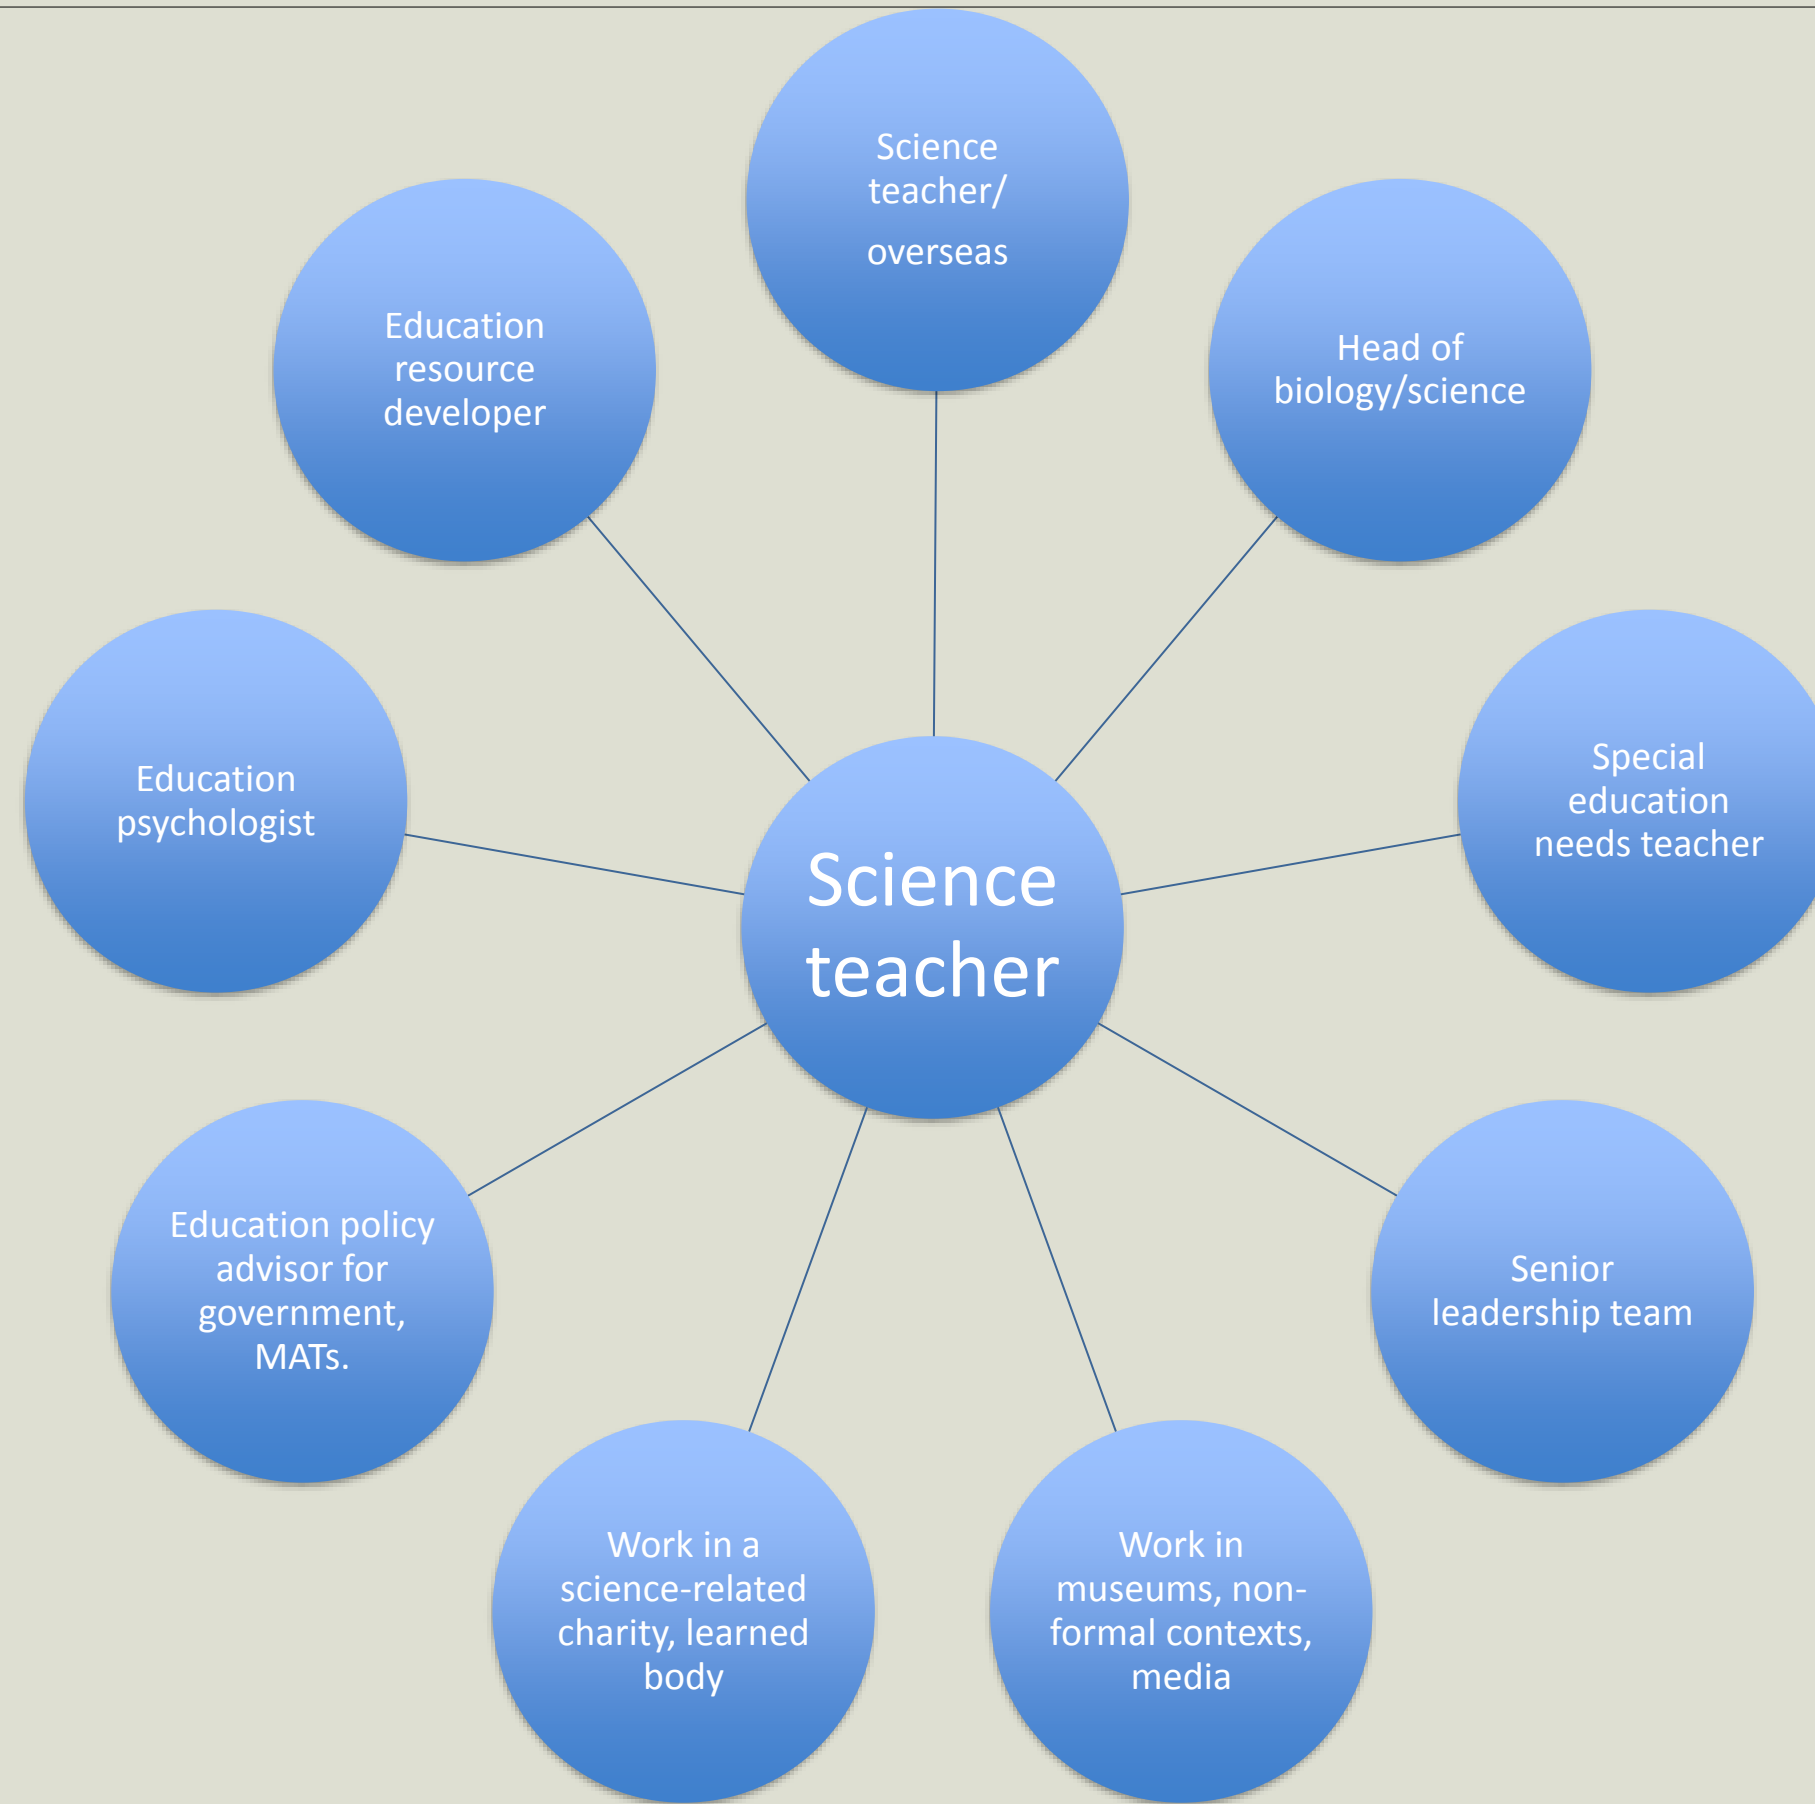 Science
teacher/
overseas
Head of
biology/science
Special
education
needs teacher
Senior
leadership team
Work in
museums, non-
formal contexts,
media
Work in a
science-related
charity, learned
body
Education policy
advisor for
government,
MATs.
Education
psychologist
Education
resource
developer
Science
teacher